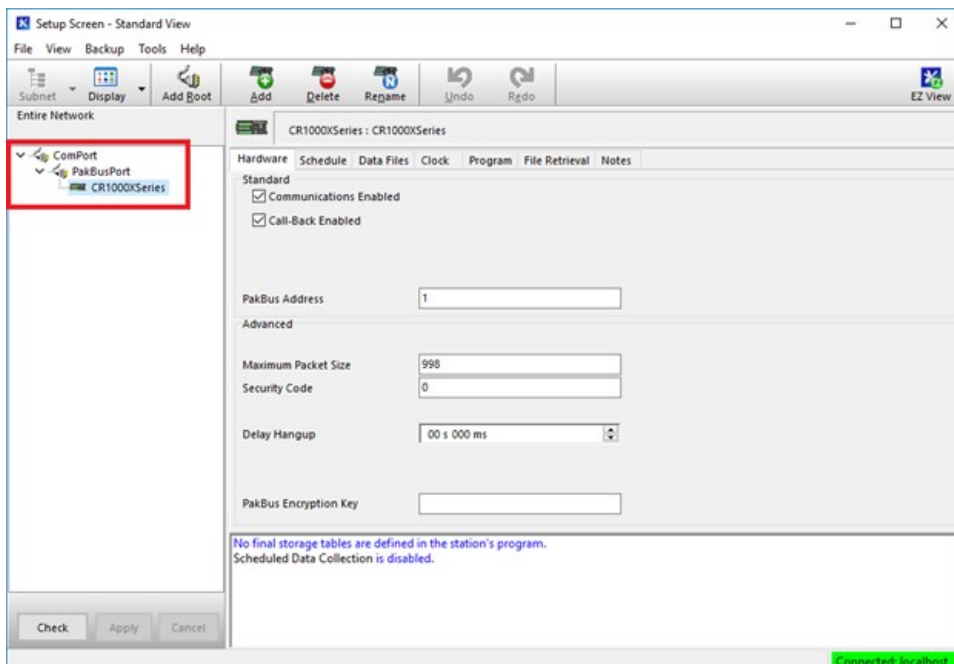 Setup Screen - Standard View
File View Backup Tools Help
Subnet Display Add Root Add Delete Rename Undo Redo EZ View
Entire Network
CR1000XSeries : CR1000XSeries
ComPort
PakBusPort
CR1000XSeries
Hardware Schedule Data Files Clock Program File Retrieval Notes
Standard
Communications Enabled
Call-Back Enabled
PakBus Address 1
Advanced
Maximum Packet Size 998
Security Code 0
Delay Hangup 00 s 000 ms
PakBus Encryption Key
No final storage tables are defined in the station's program.
Scheduled Data Collection is disabled.
Check Apply Cancel
Connected: localhost